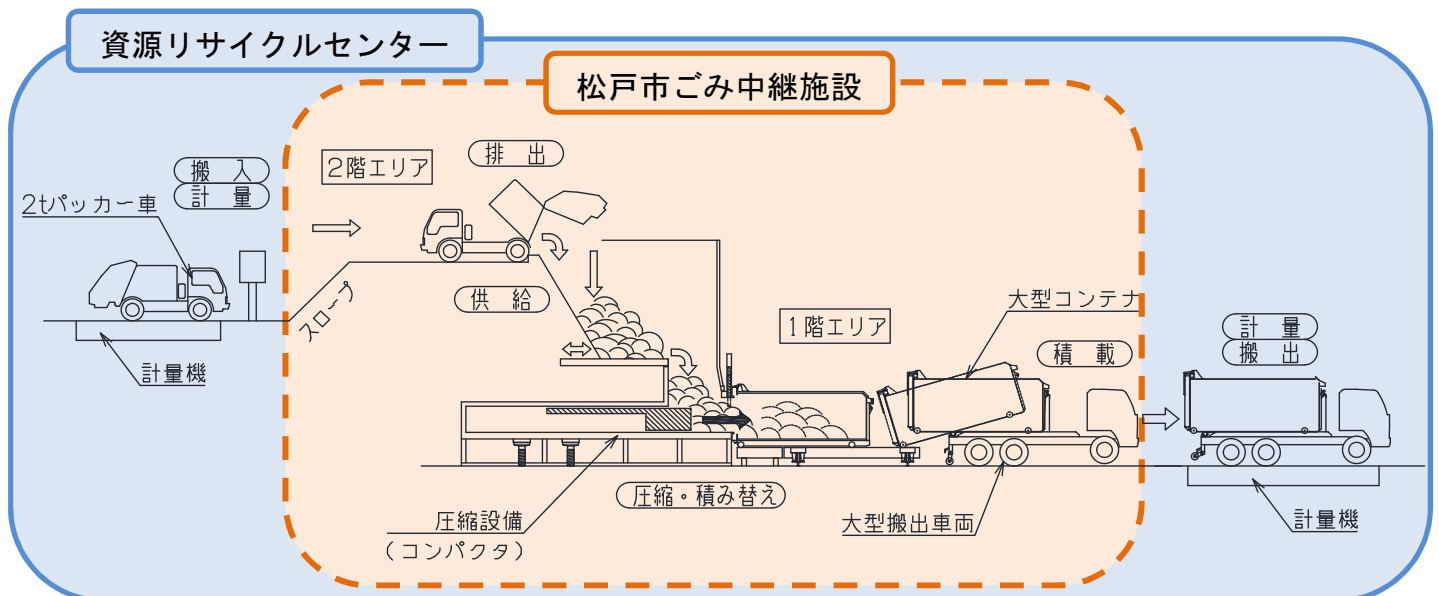 資源リサイクルセンター
松戸市ごみ中継施設
搬 入
計 量
2階エリア
排 出
2tパッカー車
スロープ
供 給
計量機
1階エリア
大型コンテナ
積 載
計 量
搬 出
圧縮・積み替え
圧縮設備
(コンパクタ)
大型搬出車両
計量機